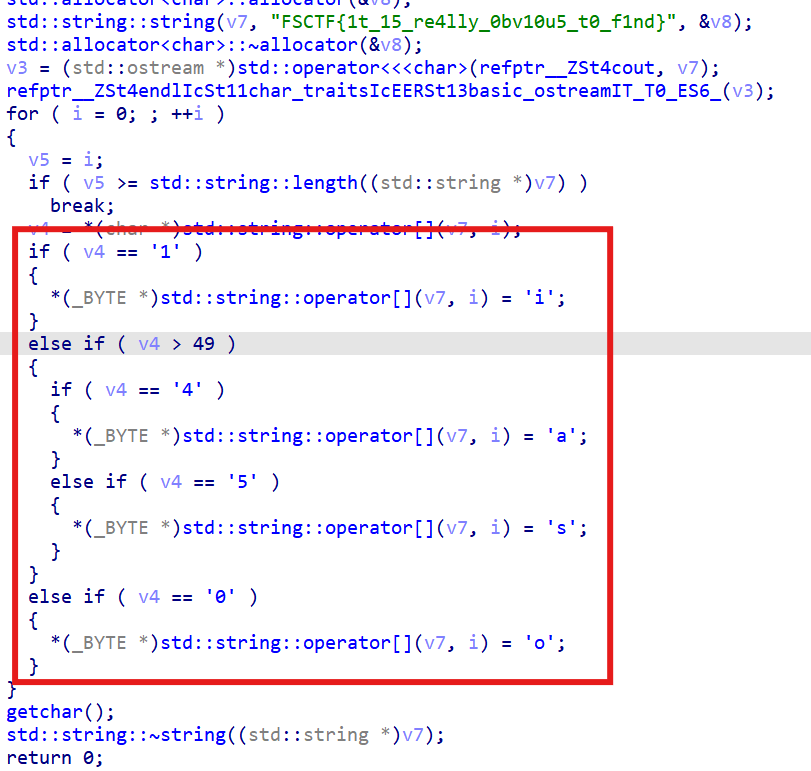 std::allocator<char>::allocator(&v8);
std::string::string(v7, "FSCTF{1t_15_re4lly_0bv10u5_t0_f1nd}", &v8);
std::allocator<char>::~allocator(&v8);
v3 = (std::ostream *)std::operator<<<char>(refptr__ZSt4cout, v7);
refptr__ZSt4endlIcSt11char_traitsIcEERSt13basic_ostreamIT_T0_ES6_(v3);
for ( i = 0; ; ++i )
{
v5 = i;
if ( v5 >= std::string::length((std::string *)v7) )
break;
v4 = *(char *)std::string::operator[](v7, i);
if ( v4 == '1' )
{
*(_BYTE *)std::string::operator[](v7, i) = 'i';
}
else if ( v4 > 49 )
{
if ( v4 == '4' )
{
*(_BYTE *)std::string::operator[](v7, i) = 'a';
}
else if ( v4 == '5' )
{
*(_BYTE *)std::string::operator[](v7, i) = 's';
}
}
else if ( v4 == '0' )
{
*(_BYTE *)std::string::operator[](v7, i) = 'o';
}
}
getchar();
std::string::~string((std::string *)v7);
return 0;